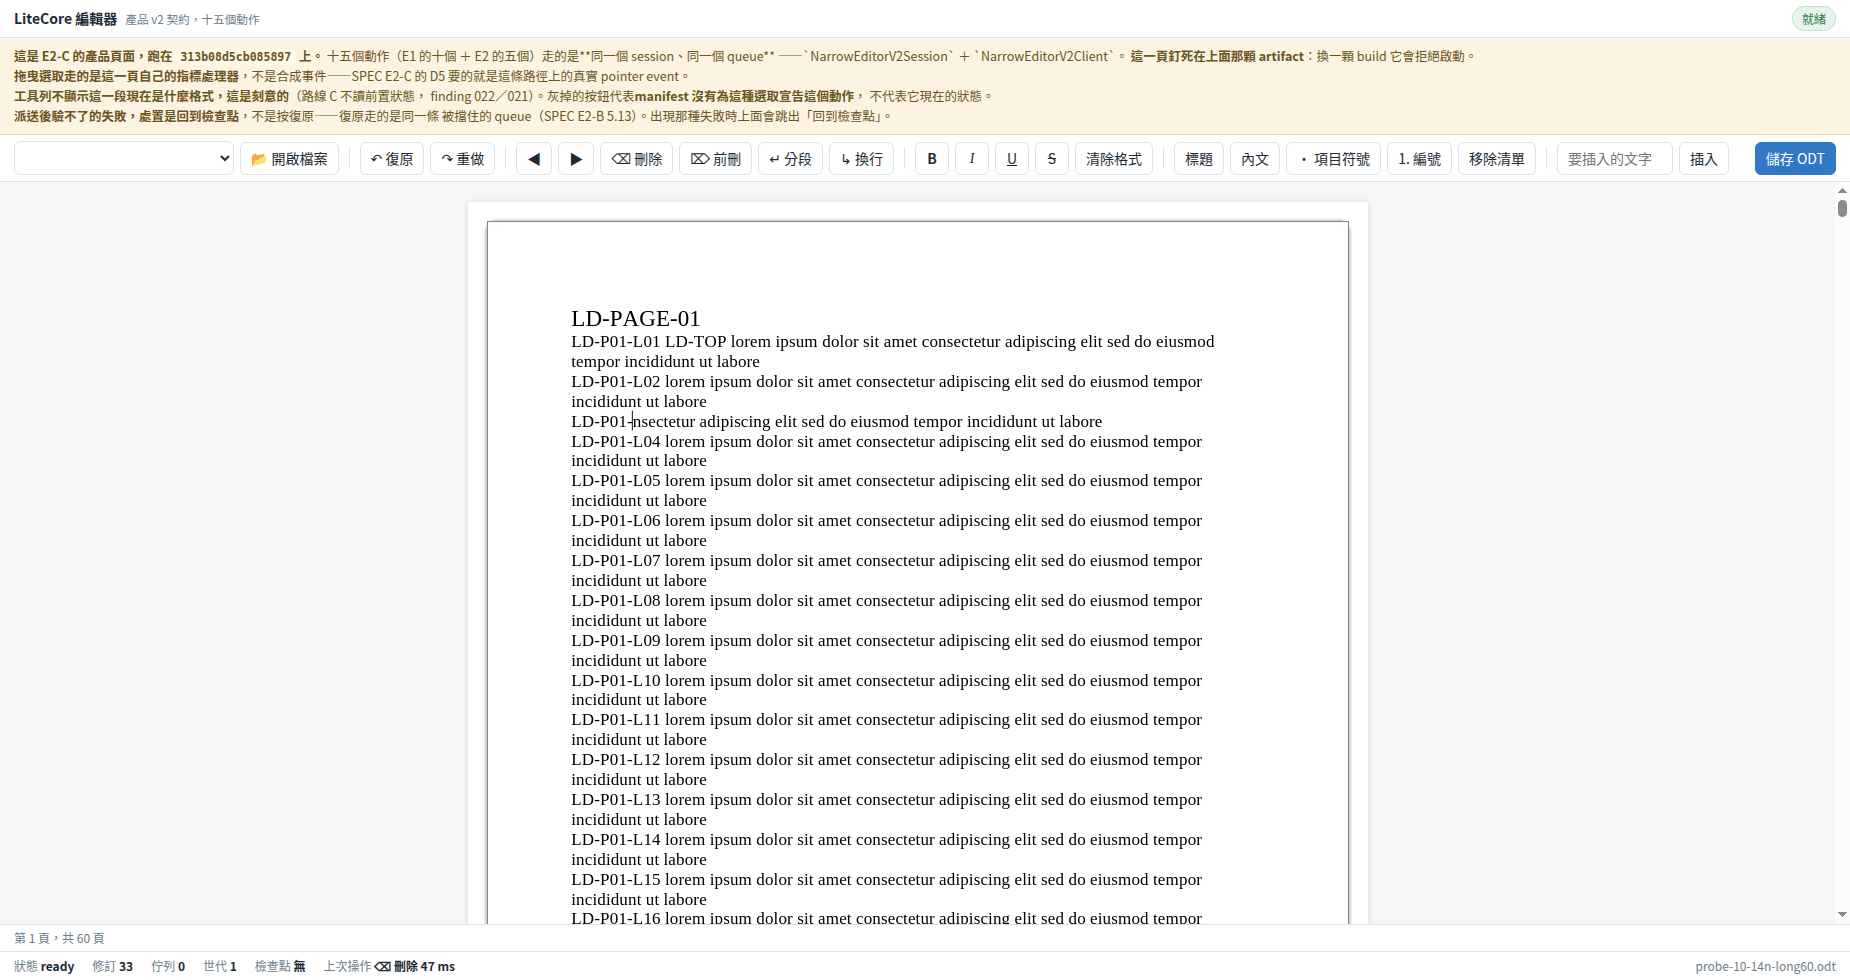 LiteCore 編輯器 產品 v2 契約，十五個動作 就緒
這是 E2-C 的產品頁面，跑在 313b08d5cb085897 上。 十五個動作（E1 的十個 ＋ E2 的五個）走的是**同一個 session、同一個 queue** ——`NarrowEditorV2Session` ＋ `NarrowEditorV2Client`。 這一頁釘死在上面那顆 artifact：換一顆 build 它會拒絕啟動。
拖曳選取走的是這一頁自己的指標處理器，不是合成事件——SPEC E2-C 的 D5 要的就是這條路徑上的真實 pointer event。
工具列不顯示這一段現在是什麼格式，這是刻意的（路線 C 不讀前置狀態， finding 022／021）。灰掉的按鈕代表manifest 沒有為這種選取宣告這個動作， 不代表它現在的狀態。
派送後驗不了的失敗，處置是回到檢查點，不是按復原——復原走的是同一條 被擋住的 queue（SPEC E2-B 5.13）。出現那種失敗時上面會跳出「回到檢查點」。
📂 開啟檔案 ↶ 復原 ↷ 重做 ◀ ▶ ⌫ 刪除 ⌦ 前刪 ↵ 分段 ↳ 換行 B I U S 清除格式 標題 內文 • 項目符號 1. 編號 移除清單 要插入的文字 插入 儲存 ODT
LD-PAGE-01
LD-P01-L01 LD-TOP lorem ipsum dolor sit amet consectetur adipiscing elit sed do eiusmod
tempor incididunt ut labore
LD-P01-L02 lorem ipsum dolor sit amet consectetur adipiscing elit sed do eiusmod tempor
incididunt ut labore
LD-P01-nsectetur adipiscing elit sed do eiusmod tempor incididunt ut labore
LD-P01-L04 lorem ipsum dolor sit amet consectetur adipiscing elit sed do eiusmod tempor
incididunt ut labore
LD-P01-L05 lorem ipsum dolor sit amet consectetur adipiscing elit sed do eiusmod tempor
incididunt ut labore
LD-P01-L06 lorem ipsum dolor sit amet consectetur adipiscing elit sed do eiusmod tempor
incididunt ut labore
LD-P01-L07 lorem ipsum dolor sit amet consectetur adipiscing elit sed do eiusmod tempor
incididunt ut labore
LD-P01-L08 lorem ipsum dolor sit amet consectetur adipiscing elit sed do eiusmod tempor
incididunt ut labore
LD-P01-L09 lorem ipsum dolor sit amet consectetur adipiscing elit sed do eiusmod tempor
incididunt ut labore
LD-P01-L10 lorem ipsum dolor sit amet consectetur adipiscing elit sed do eiusmod tempor
incididunt ut labore
LD-P01-L11 lorem ipsum dolor sit amet consectetur adipiscing elit sed do eiusmod tempor
incididunt ut labore
LD-P01-L12 lorem ipsum dolor sit amet consectetur adipiscing elit sed do eiusmod tempor
incididunt ut labore
LD-P01-L13 lorem ipsum dolor sit amet consectetur adipiscing elit sed do eiusmod tempor
incididunt ut labore
LD-P01-L14 lorem ipsum dolor sit amet consectetur adipiscing elit sed do eiusmod tempor
incididunt ut labore
LD-P01-L15 lorem ipsum dolor sit amet consectetur adipiscing elit sed do eiusmod tempor
incididunt ut labore
LD-P01-L16 lorem ipsum dolor sit amet consectetur adipiscing elit sed do eiusmod tempor
第 1 頁，共 60 頁
狀態 ready 修訂 33 佇列 0 世代 1 檢查點 無 上次操作 ⌫ 刪除 47 ms probe-10-14n-long60.odt